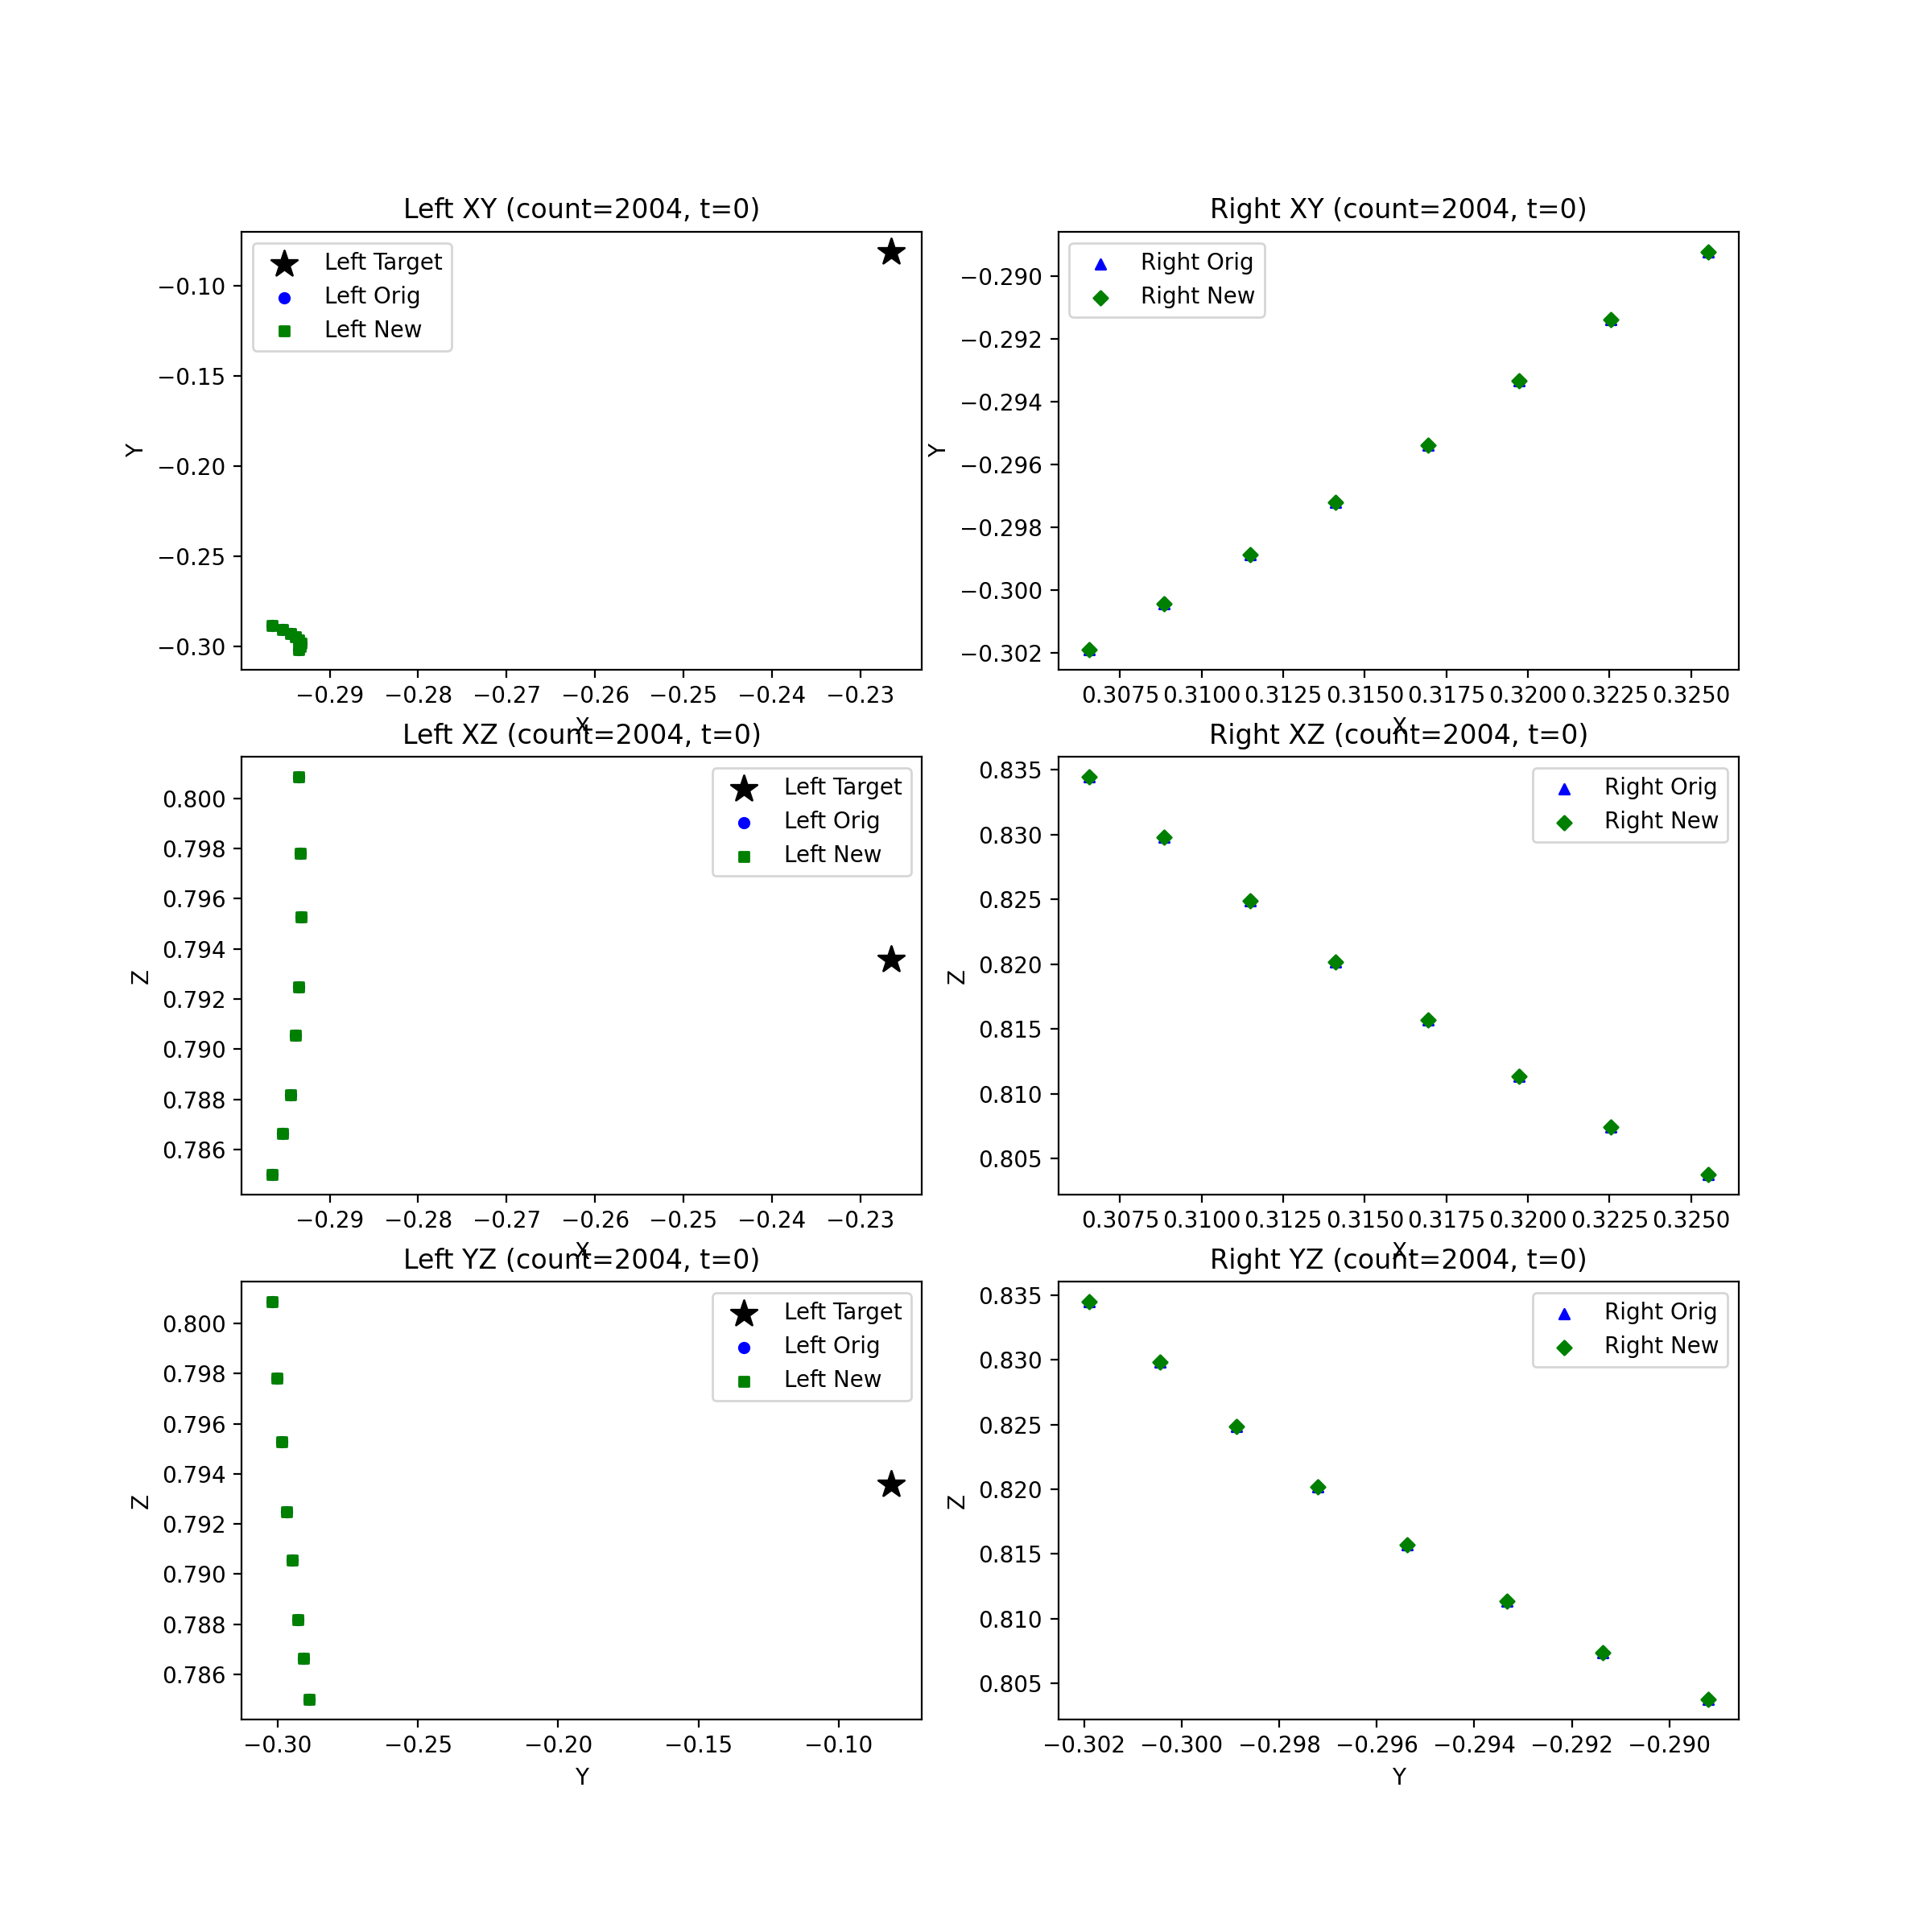 Left XY (count=2004, t=0)
Left Target
Left Orig
Left New
Y
−0.10
−0.15
−0.20
−0.25
−0.30
−0.29 −0.28 −0.27 −0.26 −0.25 −0.24 −0.23
X
Right XY (count=2004, t=0)
Right Orig
Right New
Y
−0.290
−0.292
−0.294
−0.296
−0.298
−0.300
−0.302
0.3075 0.3100 0.3125 0.3150 0.3175 0.3200 0.3225 0.3250
X
Left XZ (count=2004, t=0)
Left Target
Left Orig
Left New
Z
0.800
0.798
0.796
0.794
0.792
0.790
0.788
0.786
−0.29 −0.28 −0.27 −0.26 −0.25 −0.24 −0.23
X
Right XZ (count=2004, t=0)
Right Orig
Right New
Z
0.835
0.830
0.825
0.820
0.815
0.810
0.805
0.3075 0.3100 0.3125 0.3150 0.3175 0.3200 0.3225 0.3250
X
Left YZ (count=2004, t=0)
Left Target
Left Orig
Left New
Z
0.800
0.798
0.796
0.794
0.792
0.790
0.788
0.786
−0.30 −0.25 −0.20 −0.15 −0.10
Y
Right YZ (count=2004, t=0)
Right Orig
Right New
Z
0.835
0.830
0.825
0.820
0.815
0.810
0.805
−0.302 −0.300 −0.298 −0.296 −0.294 −0.292 −0.290
Y